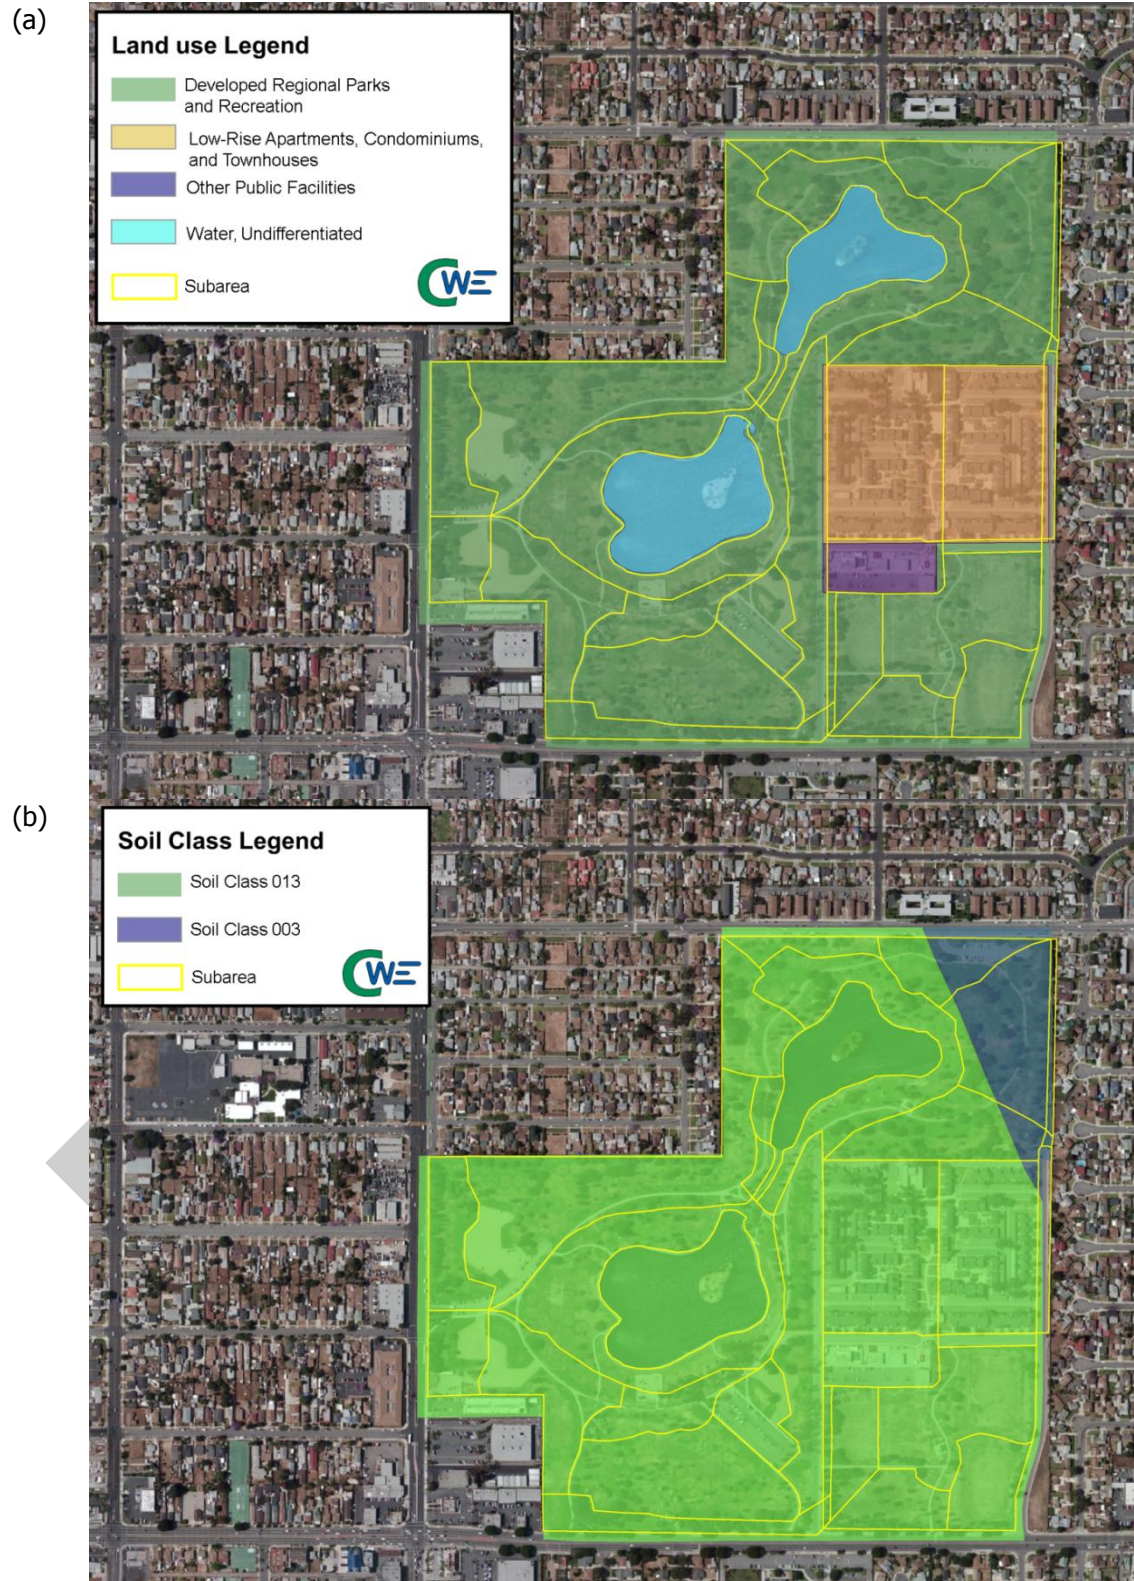 (a)
Land use Legend
Developed Regional Parks
and Recreation
Low-Rise Apartments, Condominiums,
and Townhouses
Other Public Facilities
Water, Undifferentiated
Subarea
CWE
(b)
Soil Class Legend
Soil Class 013
Soil Class 003
Subarea
CWE